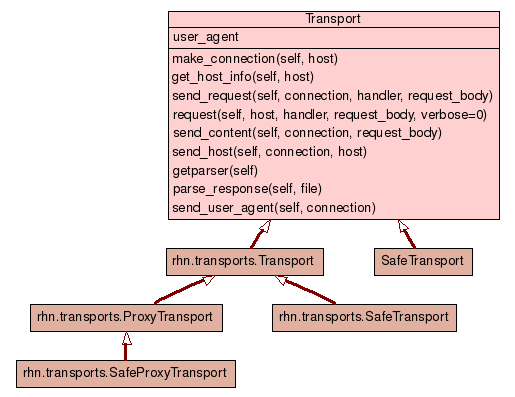 Transport
user_agent
make_connection(self, host)
get_host_info(self, host)
send_request(self, connection, handler, request_body)
request(self, host, handler, request_body, verbose=0)
send_content(self, connection, request_body)
send_host(self, connection, host)
getparser(self)
parse_response(self, file)
send_user_agent(self, connection)
rhn.transports.Transport
SafeTransport
rhn.transports.ProxyTransport
rhn.transports.SafeTransport
rhn.transports.SafeProxyTransport